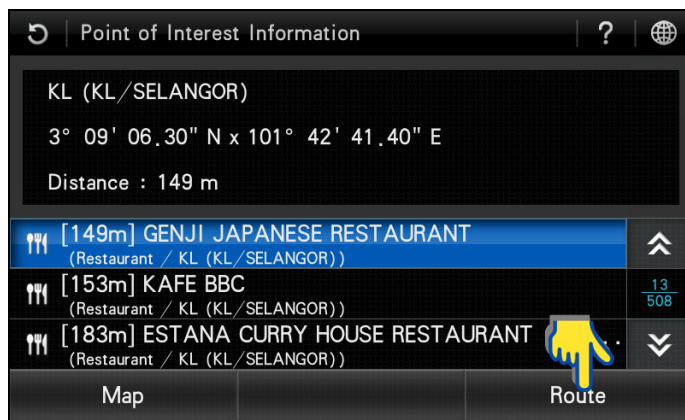 Point of Interest Information ?
KL (KL/SELANGOR)
3° 09' 06.30" N x 101° 42' 41.40" E
Distance : 149 m
[149m] GENJI JAPANESE RESTAURANT
(Restaurant / KL (KL/SELANGOR))
[153m] KAFE BBC
(Restaurant / KL (KL/SELANGOR))
13
508
[183m] ESTANA CURRY HOUSE RESTAURANT
(Restaurant / KL (KL/SELANGOR))
Map Route